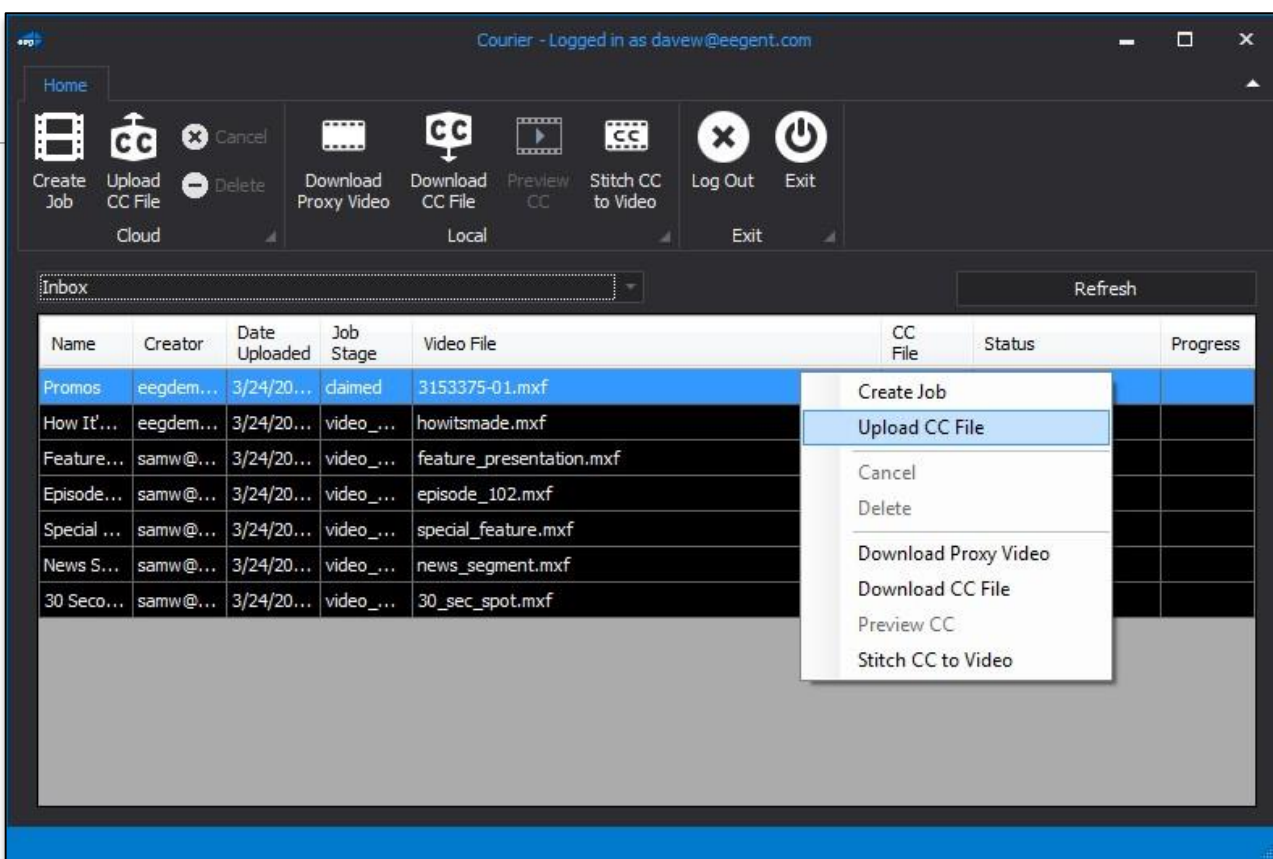 eeg
Courier - Logged in as davew@eegent.com
Home
Create Job
Upload CC File
Cancel
Delete
Download Proxy Video
Download CC File
Preview CC
Stitch CC to Video
Log Out
Exit
Cloud
Local
Exit
Inbox
Refresh
Name Creator Date Uploaded Job Stage Video File CC File Status Progress
Promos eegdem... 3/24/20... claimed 3153375-01.mxf
How It'... eegdem... 3/24/20... video_... howitsmade.mxf
Feature... samw@... 3/24/20... video_... feature_presentation.mxf
Episode... samw@... 3/24/20... video_... episode_102.mxf
Special ... samw@... 3/24/20... video_... special_feature.mxf
News S... samw@... 3/24/20... video_... news_segment.mxf
30 Seco... samw@... 3/24/20... video_... 30_sec_spot.mxf
Create Job
Upload CC File
Cancel
Delete
Download Proxy Video
Download CC File
Preview CC
Stitch CC to Video